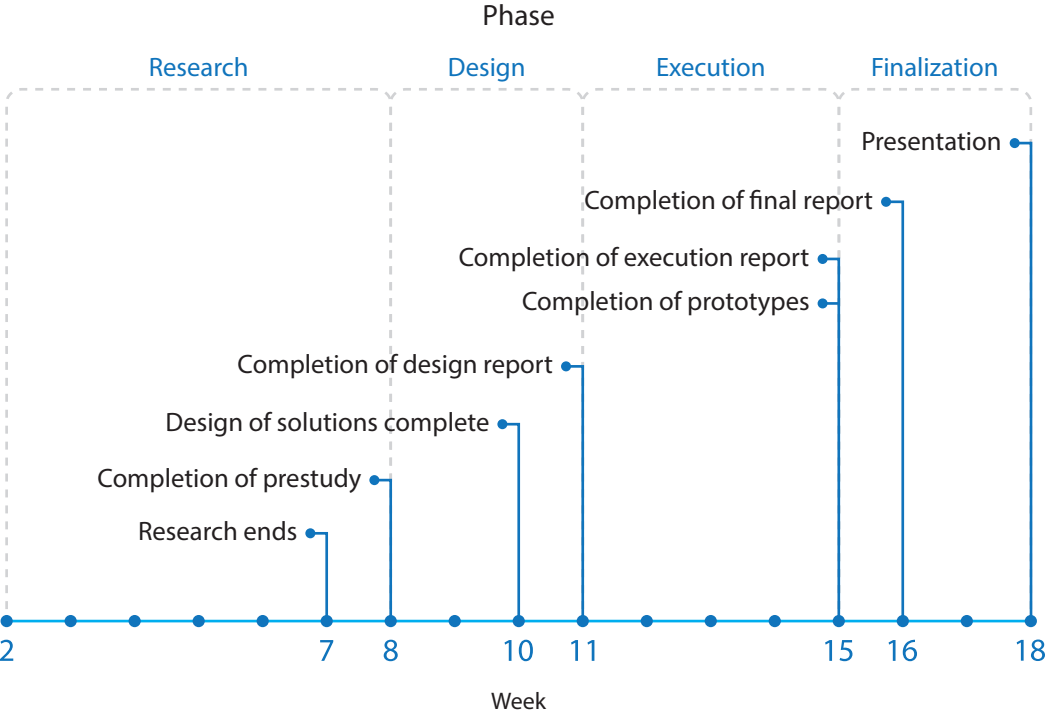 Phase
Research Design Execution Finalization
Presentation
Completion of final report
Completion of execution report
Completion of prototypes
Completion of design report
Design of solutions complete
Completion of prestudy
Research ends
2 7 8 10 11 15 16 18
Week